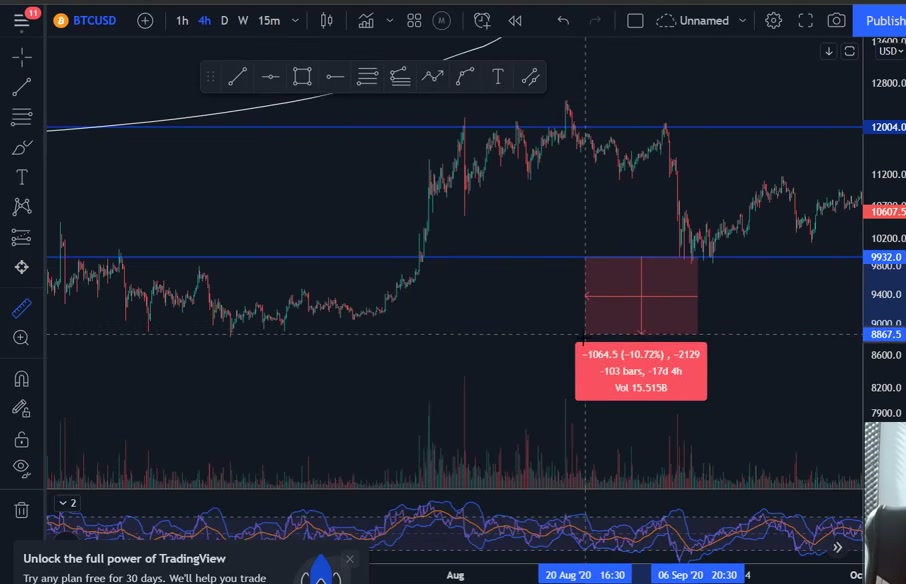 11
BTCUSD
1h 4h D W 15m
M
Unnamed
Publish
13600.0
USD
12800.0
12004.0
11200.0
10607.5
10200.0
9932.0
9800.0
9400.0
9000.0
8867.5
8600.0
8200.0
7900.0
−1064.5 (−10.72%) , −2129
-103 bars, -17d 4h
Vol 15.515B
2
Unlock the full power of TradingView
Try any plan free for 30 days. We'll help you trade
Aug
20 Aug '20 16:30
06 Sep '20 20:30
4
Oc